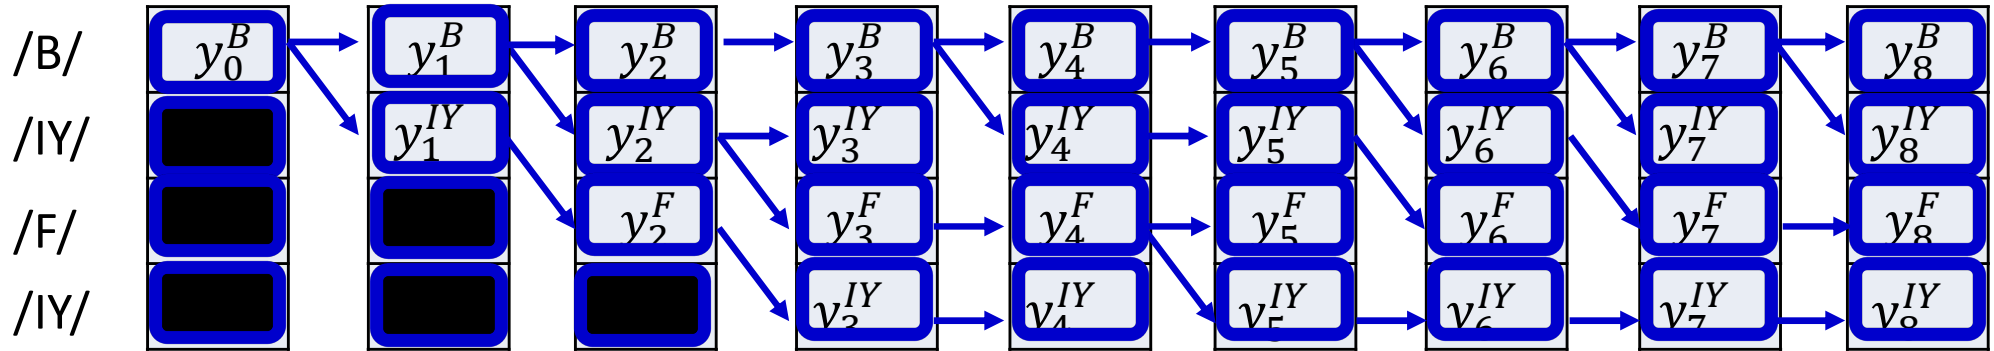 /B/ y_0^B y_1^B y_2^B y_3^B y_4^B y_5^B y_6^B y_7^B y_8^B
/IY/ y_1^{IY} y_2^{IY} y_3^{IY} y_4^{IY} y_5^{IY} y_6^{IY} y_7^{IY} y_8^{IY}
/F/ y_2^F y_3^F y_4^F y_5^F y_6^F y_7^F y_8^F
/IY/ y_3^{IY} y_4^{IY} y_5^{IY} y_6^{IY} y_7^{IY} y_8^{IY}